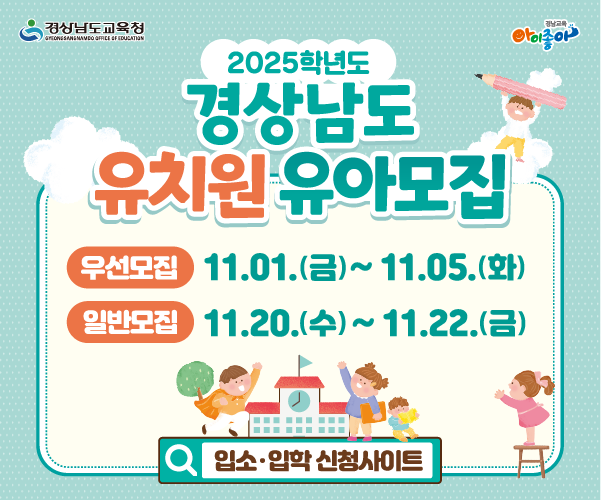 경상남도교육청
GYEONGSANGNAMDO OFFICE OF EDUCATION
경남교육
아이좋아
2025학년도
경상남도
유치원 유아모집
우선모집 11.01.(금) ~ 11.05.(화)
일반모집 11.20.(수) ~ 11.22.(금)
입소·입학 신청사이트